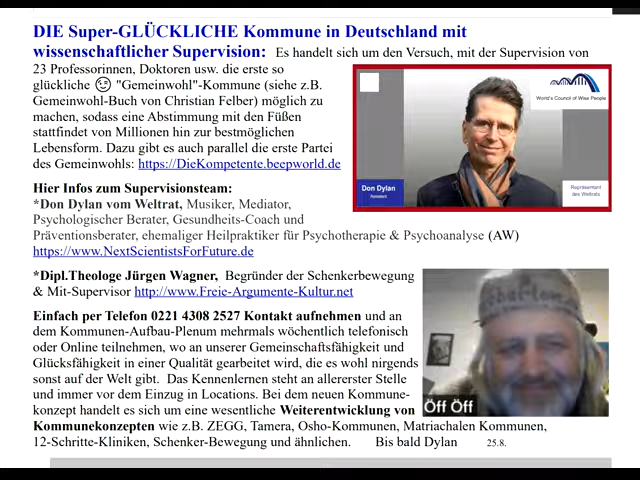 DIE Super-GLÜCKLICHE Kommune in Deutschland mit
wissenschaftlicher Supervision: Es handelt sich um den Versuch, mit der Supervision von
23 Professorinnen, Doktoren usw. die erste so
glückliche 😉 "Gemeinwohl"-Kommune (siehe z.B.
Gemeinwohl-Buch von Christian Felber) möglich zu
machen, sodass eine Abstimmung mit den Füßen
stattfindet von Millionen hin zur bestmöglichen
Lebensform. Dazu gibt es auch parallel die erste Partei
des Gemeinwohls: https://DieKompetente.beepworld.de
World's Council of Wise People
Don Dylan
Repräsentant
des Weltrats
Hier Infos zum Supervisionsteam:
*Don Dylan vom Weltrat, Musiker, Mediator,
Psychologischer Berater, Gesundheits-Coach und
Präventionsberater, ehemaliger Heilpraktiker für Psychotherapie & Psychoanalyse (AW)
https://www.NextScientistsForFuture.de
*Dipl.Theologe Jürgen Wagner, Begründer der Schenkerbewegung
& Mit-Supervisor http://www.Freie-Argumente-Kultur.net
Einfach per Telefon 0221 4308 2527 Kontakt aufnehmen und an
dem Kommunen-Aufbau-Plenum mehrmals wöchentlich telefonisch
oder Online teilnehmen, wo an unserer Gemeinschaftsfähigkeit und
Glücksfähigkeit in einer Qualität gearbeitet wird, die es wohl nirgends
sonst auf der Welt gibt. Das Kennenlernen steht an allererster Stelle
und immer vor dem Einzug in Locations. Bei dem neuen Kommune-
konzept handelt es sich um eine wesentliche Weiterentwicklung von
Kommunekonzepten wie z.B. ZEGG, Tamera, Osho-Kommunen, Matriachalen Kommunen,
12-Schritte-Kliniken, Schenker-Bewegung und ähnlichen. Bis bald Dylan 25.8.
Öff Öff